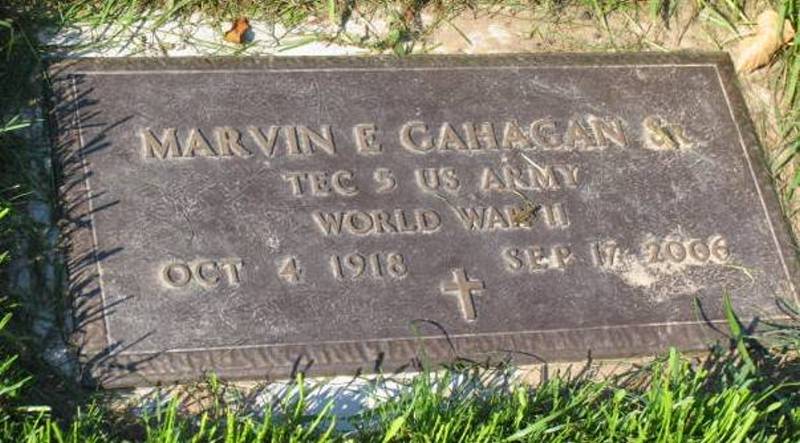 MARVIN E GAHAGAN SR
TEC 5 US ARMY
WORLD WAR II
OCT 4 1918 SEP 17 2006